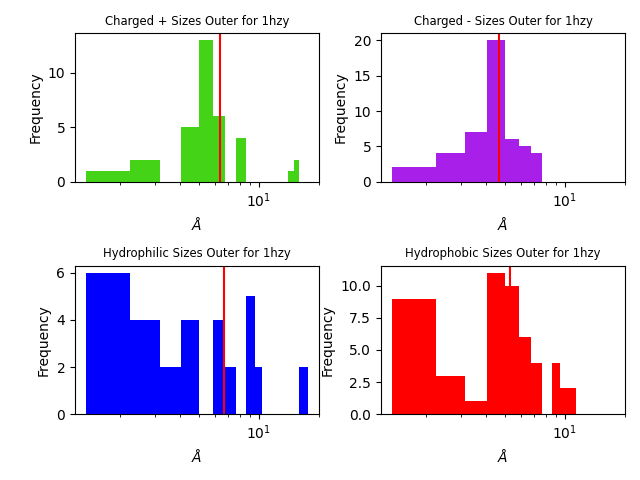 Charged + Sizes Outer for 1hzy
Frequency
10
5
0
10¹
Å
Charged - Sizes Outer for 1hzy
Frequency
20
15
10
5
0
10¹
Å
Hydrophilic Sizes Outer for 1hzy
Frequency
6
4
2
0
10¹
Å
Hydrophobic Sizes Outer for 1hzy
Frequency
10.0
7.5
5.0
2.5
0.0
10¹
Å